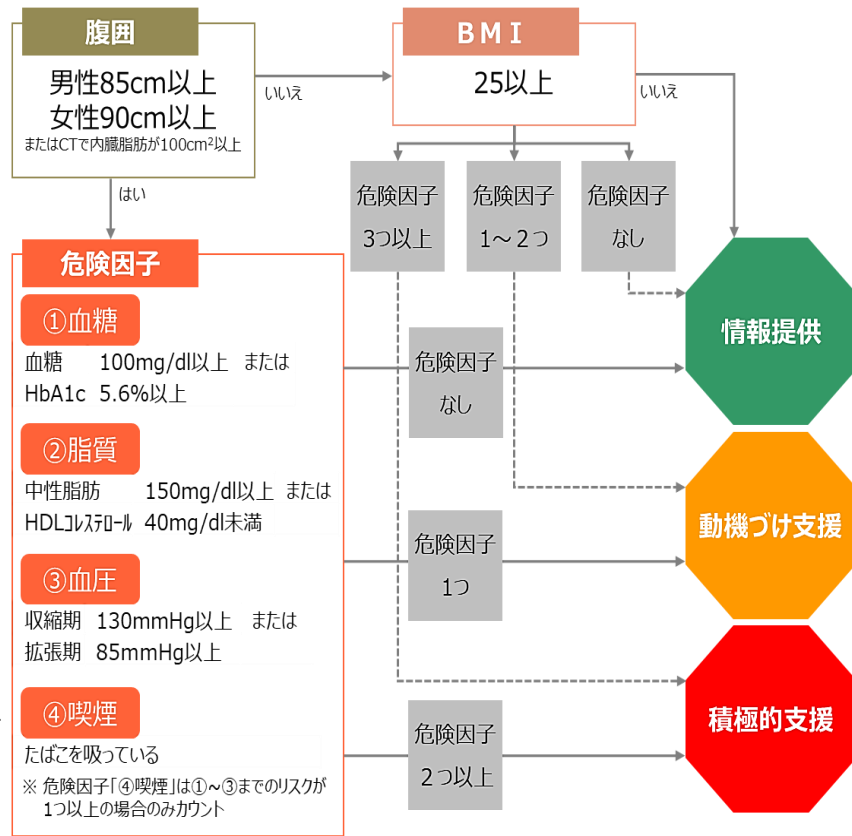 腹囲
男性85cm以上
女性90cm以上
またはCTで内臓脂肪が100cm²以上
いいえ
はい
BMI
25以上
いいえ
危険因子
3つ以上
危険因子
1～2つ
危険因子
なし
危険因子
①血糖
血糖 100mg/dl以上 または
HbA1c 5.6%以上
②脂質
中性脂肪 150mg/dl以上 または
HDLコレステロール 40mg/dl未満
③血圧
収縮期 130mmHg以上 または
拡張期 85mmHg以上
④喫煙
たばこを吸っている
※ 危険因子「④喫煙」は①~③までのリスクが
1つ以上の場合のみカウント
危険因子
なし
危険因子
1つ
危険因子
2つ以上
情報提供
動機づけ支援
積極的支援